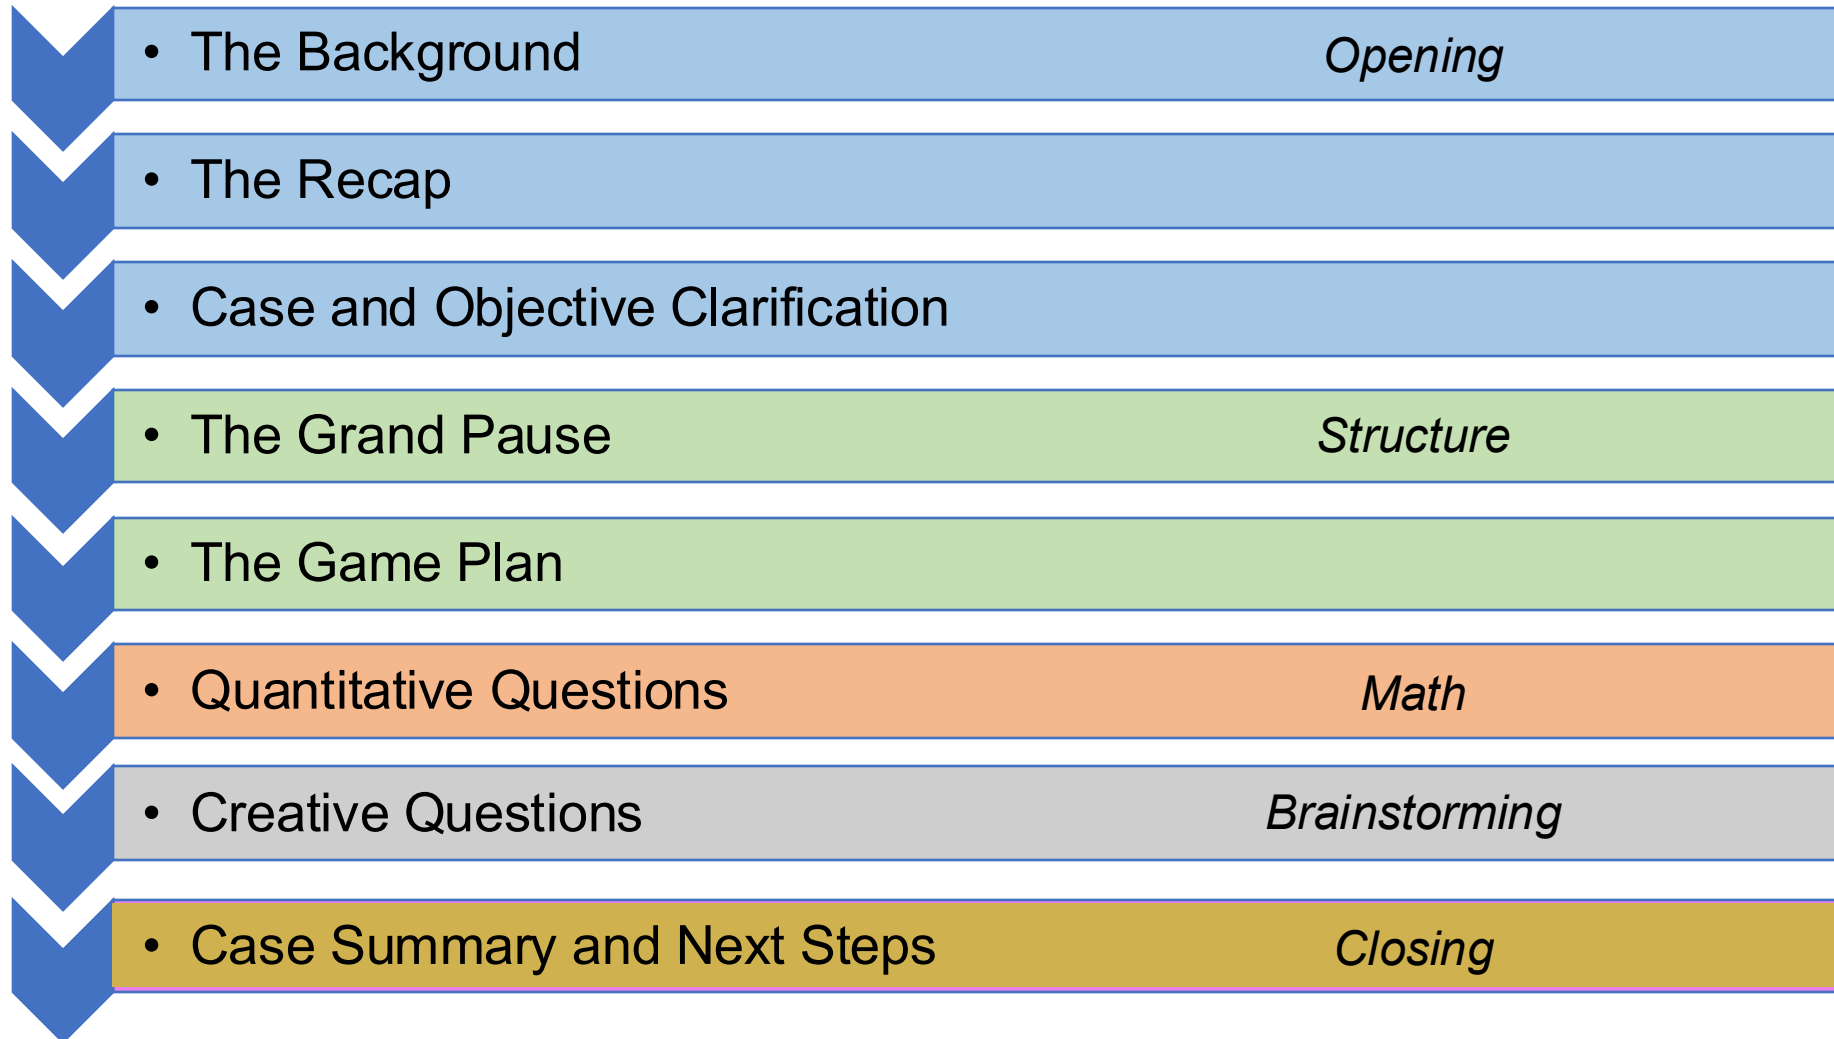 • The Background Opening
• The Recap
• Case and Objective Clarification
• The Grand Pause Structure
• The Game Plan
• Quantitative Questions Math
• Creative Questions Brainstorming
• Case Summary and Next Steps Closing